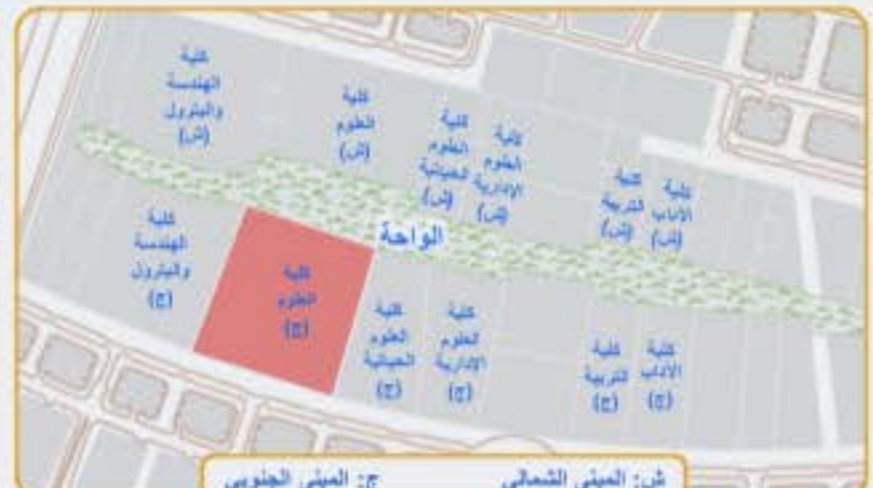 كلية
الهندسة
والبترول
(ش)
كلية
العلوم
(ش)
كلية
العلوم
الحياتية
(ش)
كلية
العلوم
الإدارية
(ش)
كلية
التربية
(ش)
كلية
الآداب
(ش)
الواحة
كلية
الهندسة
والبترول
(ج)
كلية
العلوم
(ج)
كلية
العلوم
الحياتية
(ج)
كلية
العلوم
الإدارية
(ج)
كلية
التربية
(ج)
كلية
الآداب
(ج)
ش: المبنى الشمالي ج: المبنى الجنوبي